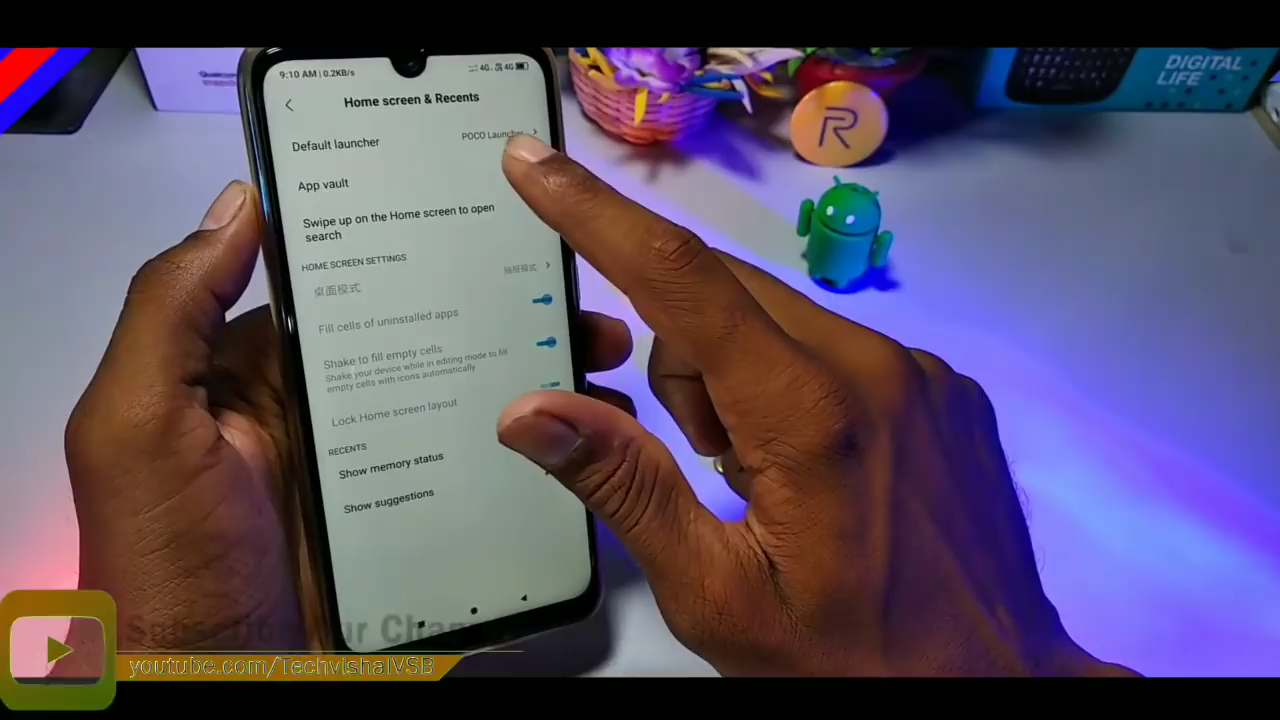 DIGITAL
LIFE
9:10 AM | 0.2KB/s
4G
4G
Home screen & Recents
Default launcher
POCO Launcher
App vault
Swipe up on the Home screen to open
search
HOME SCREEN SETTINGS
桌面模式
Fill cells of uninstalled apps
Shake to fill empty cells
Shake your device while in editing mode to fill
empty cells with icons automatically
Lock Home screen layout
RECENTS
Show memory status
Show suggestions
youtube.com/TechvishalVSB